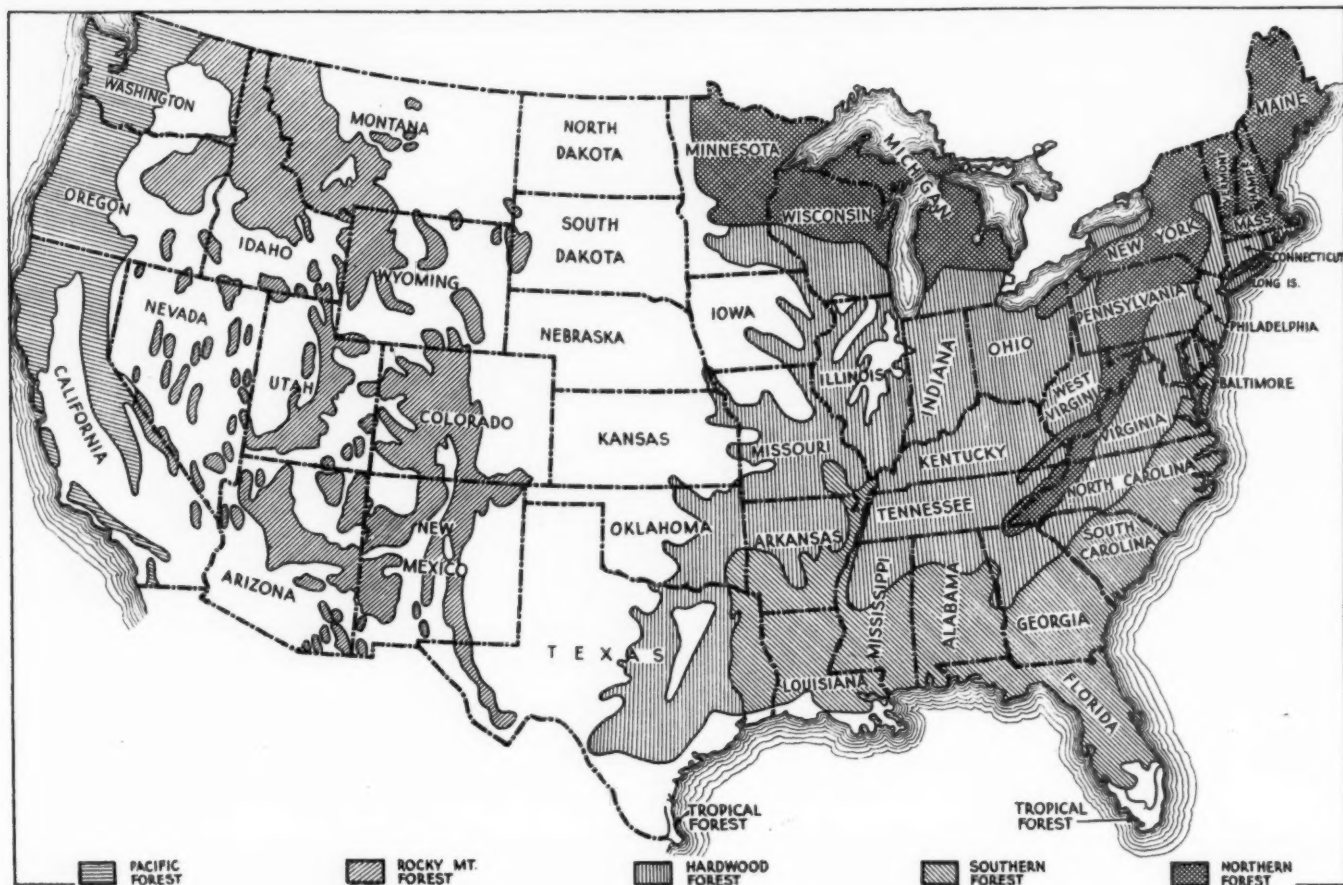 WASHINGTON
MONTANA
NORTH
DAKOTA
MINNESOTA
MICHIGAN
MAINE
VERMONT
OREGON
IDAHO
WYOMING
SOUTH
DAKOTA
WISCONSIN
NEW YORK
MASS.
CONNECTICUT
LONG IS.
NEVADA
UTAH
NEBRASKA
IOWA
PENNSYLVANIA
PHILADELPHIA
CALIFORNIA
COLORADO
KANSAS
ILLINOIS
INDIANA
OHIO
WEST
VIRGINIA
BALTIMORE
MISSOURI
KENTUCKY
VIRGINIA
ARIZONA
NEW
MEXICO
OKLAHOMA
ARKANSAS
TENNESSEE
NORTH CAROLINA
SOUTH
CAROLINA
TEXAS
LOUISIANA
MISSISSIPPI
ALABAMA
GEORGIA
FLORIDA
TROPICAL
FOREST
TROPICAL
FOREST
PACIFIC
FOREST
ROCKY MT.
FOREST
HARDWOOD
FOREST
SOUTHERN
FOREST
NORTHERN
FOREST